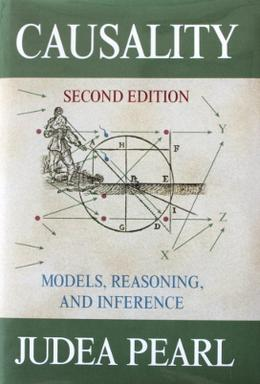 CAUSALITY
SECOND EDITION
Y
A
H
F
B
E
I
G
D
Z
X
MODELS, REASONING,
AND INFERENCE
JUDEA PEARL